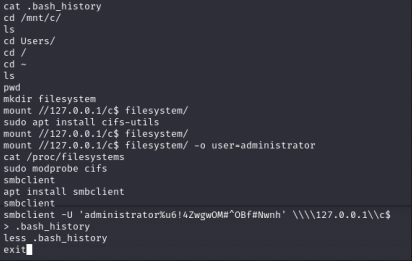 cat .bash_history
cd /mnt/c/
ls
cd Users/
cd /
cd ~
ls
pwd
mkdir filesystem
mount //127.0.0.1/c$ filesystem/
sudo apt install cifs-utils
mount //127.0.0.1/c$ filesystem/
mount //127.0.0.1/c$ filesystem/ -o user=administrator
cat /proc/filesystems
sudo modprobe cifs
smbclient
apt install smbclient
smbclient
smbclient -U 'administrator%u6!4ZwgwOM#^OBf#Nwnh' \\\\127.0.0.1\\c$
> .bash_history
less .bash_history
exit